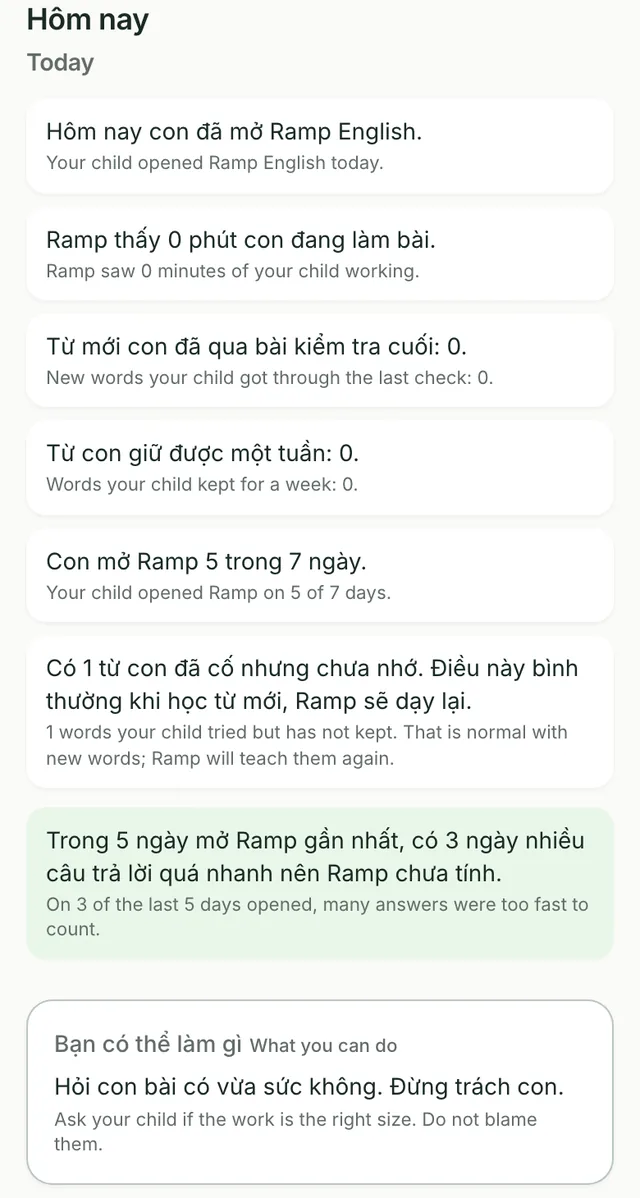 Hôm nay
Today
Hôm nay con đã mở Ramp English.
Your child opened Ramp English today.
Ramp thấy 0 phút con đang làm bài.
Ramp saw 0 minutes of your child working.
Từ mới con đã qua bài kiểm tra cuối: 0.
New words your child got through the last check: 0.
Từ con giữ được một tuần: 0.
Words your child kept for a week: 0.
Con mở Ramp 5 trong 7 ngày.
Your child opened Ramp on 5 of 7 days.
Có 1 từ con đã cố nhưng chưa nhớ. Điều này bình
thường khi học từ mới, Ramp sẽ dạy lại.
1 words your child tried but has not kept. That is normal with
new words; Ramp will teach them again.
Trong 5 ngày mở Ramp gần nhất, có 3 ngày nhiều
câu trả lời quá nhanh nên Ramp chưa tính.
On 3 of the last 5 days opened, many answers were too fast to
count.
Bạn có thể làm gì What you can do
Hỏi con bài có vừa sức không. Đừng trách con.
Ask your child if the work is the right size. Do not blame
them.